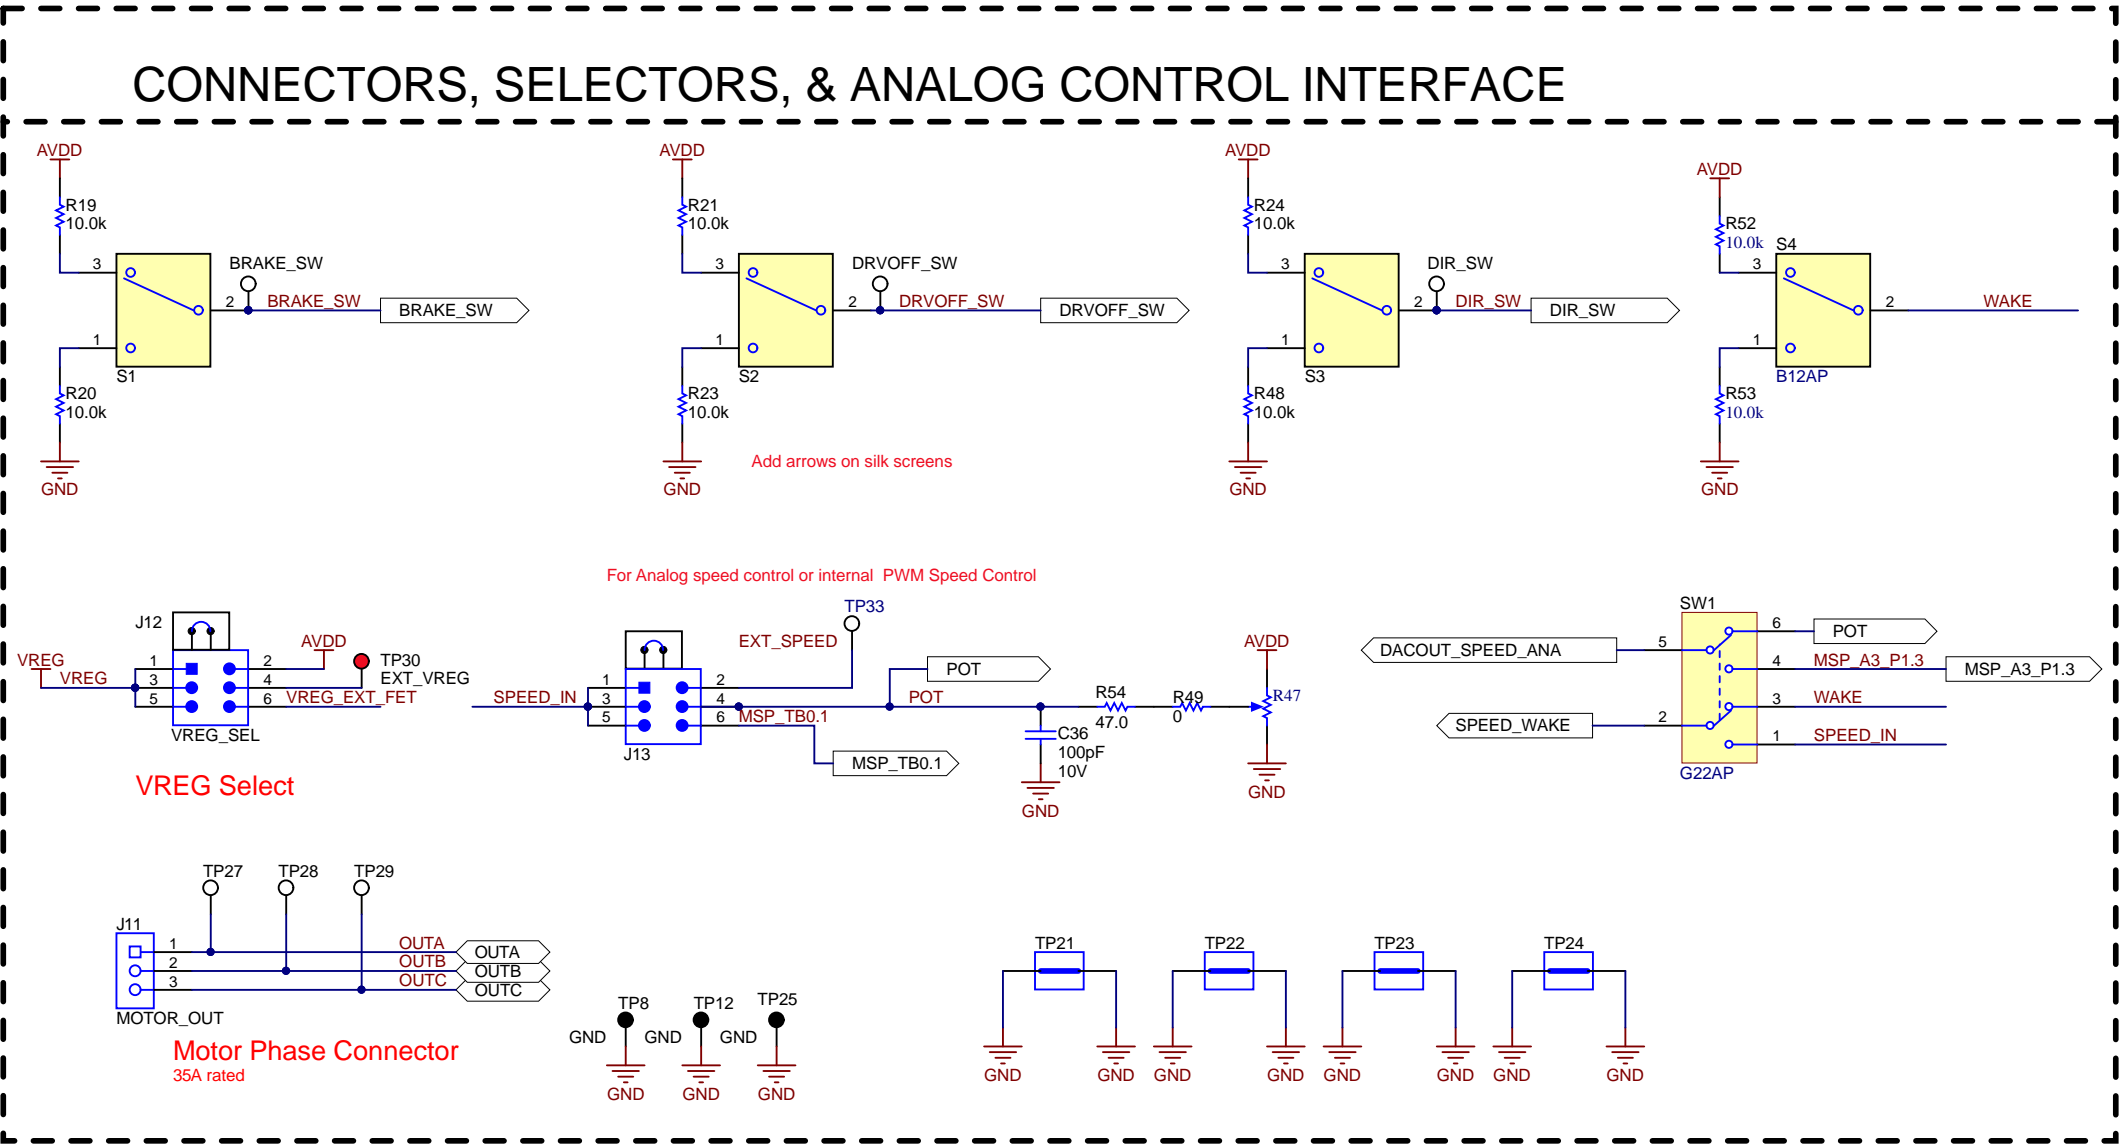 CONNECTORS, SELECTORS, & ANALOG CONTROL INTERFACE
AVDD
R19
10.0k
3
BRAKE_SW
2
BRAKE_SW
BRAKE_SW
1
S1
R20
10.0k
GND
AVDD
R21
10.0k
3
DRVOFF_SW
2
DRVOFF_SW
DRVOFF_SW
1
S2
R23
10.0k
GND
Add arrows on silk screens
AVDD
R24
10.0k
3
DIR_SW
2
DIR_SW
DIR_SW
1
S3
R48
10.0k
GND
AVDD
R52
10.0k
S4
3
2
WAKE
1
B12AP
R53
10.0k
GND
J12
VREG
VREG
1
3
5
2
4
6
AVDD
TP30
EXT_VREG
VREG_EXT_FET
VREG_SEL
VREG Select
For Analog speed control or internal  PWM Speed Control
TP33
EXT_SPEED
SPEED_IN
1
3
5
2
4
6
J13
POT
POT
MSP_TB0.1
MSP_TB0.1
C36
100pF
10V
GND
R54
47.0
R49
0
AVDD
R47
GND
SW1
DACOUT_SPEED_ANA
5
6
POT
4
MSP_A3_P1.3
MSP_A3_P1.3
SPEED_WAKE
2
3
WAKE
1
SPEED_IN
G22AP
TP27
TP28
TP29
J11
1
2
3
OUTA
OUTB
OUTC
OUTA
OUTB
OUTC
MOTOR_OUT
Motor Phase Connector
35A rated
TP8
GND
GND
TP12
GND
GND
TP25
GND
GND
TP21
GND
GND
TP22
GND
GND
TP23
GND
GND
TP24
GND
GND